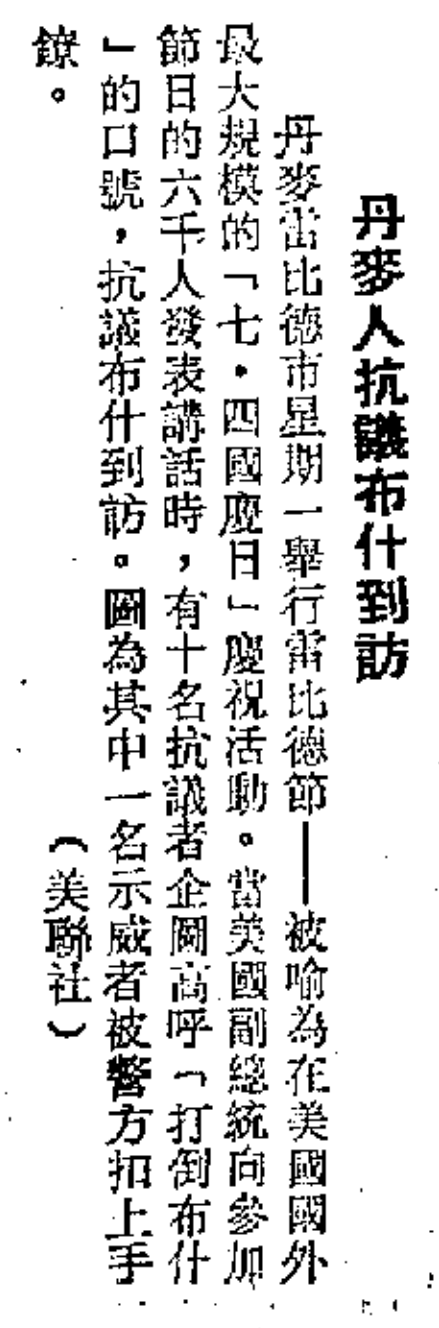 丹麥人抗議布什到訪
丹麥雷比德市星期一舉行雷比德節——被喻為在美國國外
最大規模的「七•四國慶日」慶祝活動。當美國副總統向參加
節日的六千人發表講話時，有十名抗議者企圖高呼「打倒布什
」的口號，抗議布什到訪。圖為其中一名示威者被警方扣上手
鐐。
（美聯社）